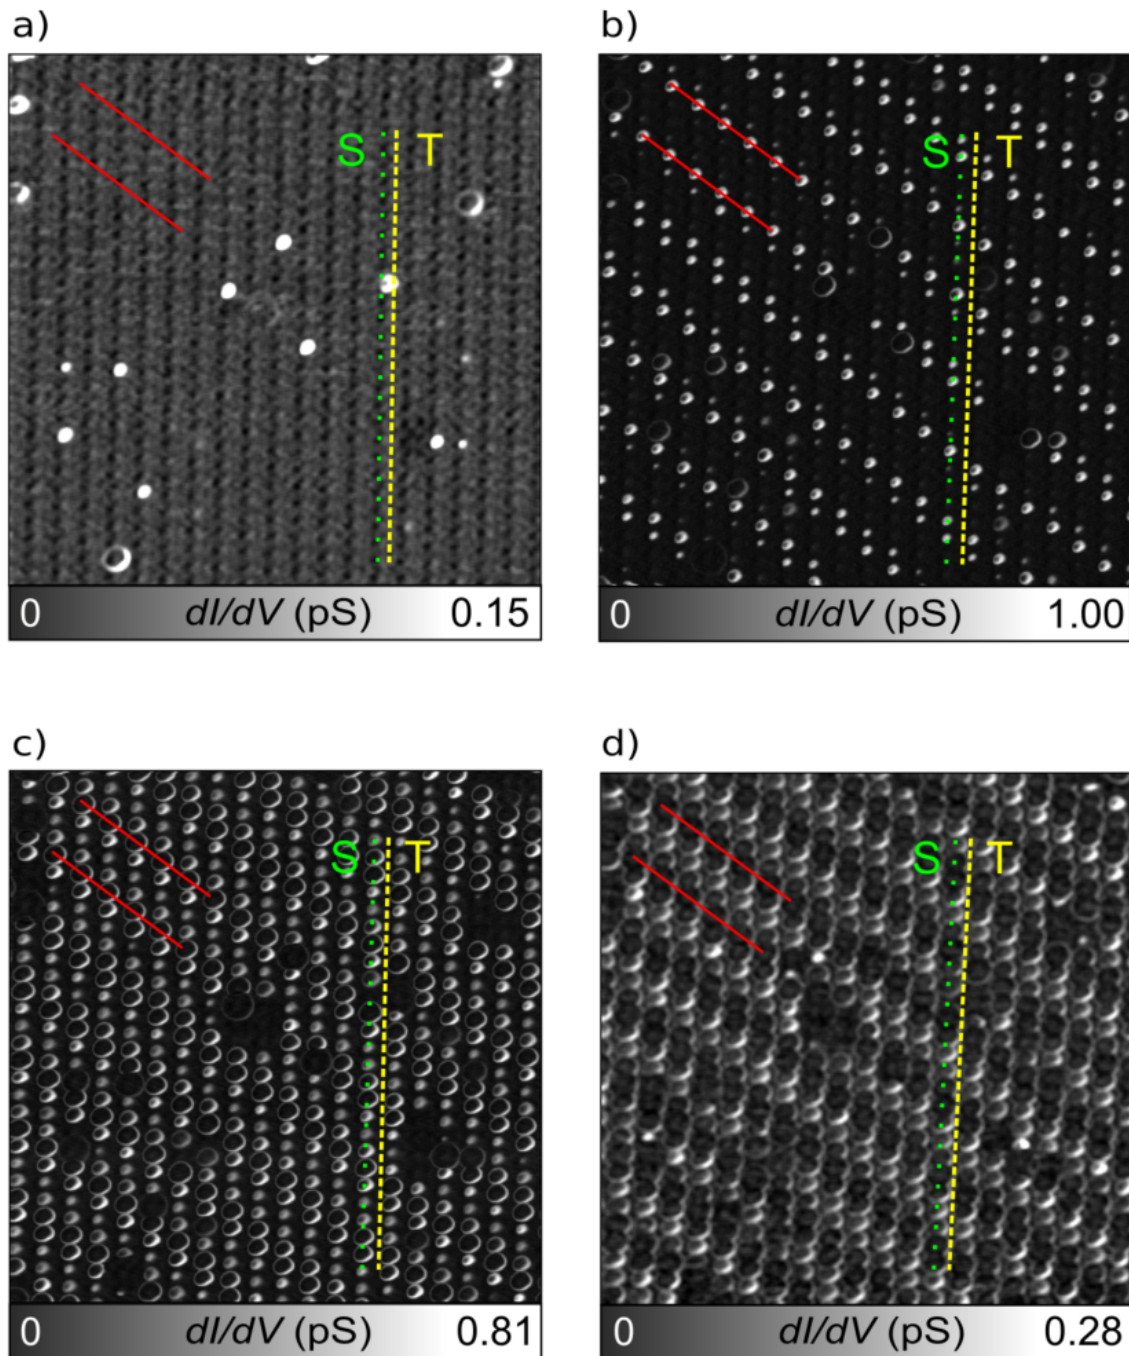 a)
S T
0 dI/dV (pS) 0.15
b)
S T
0 dI/dV (pS) 1.00
c)
S T
0 dI/dV (pS) 0.81
d)
S T
0 dI/dV (pS) 0.28